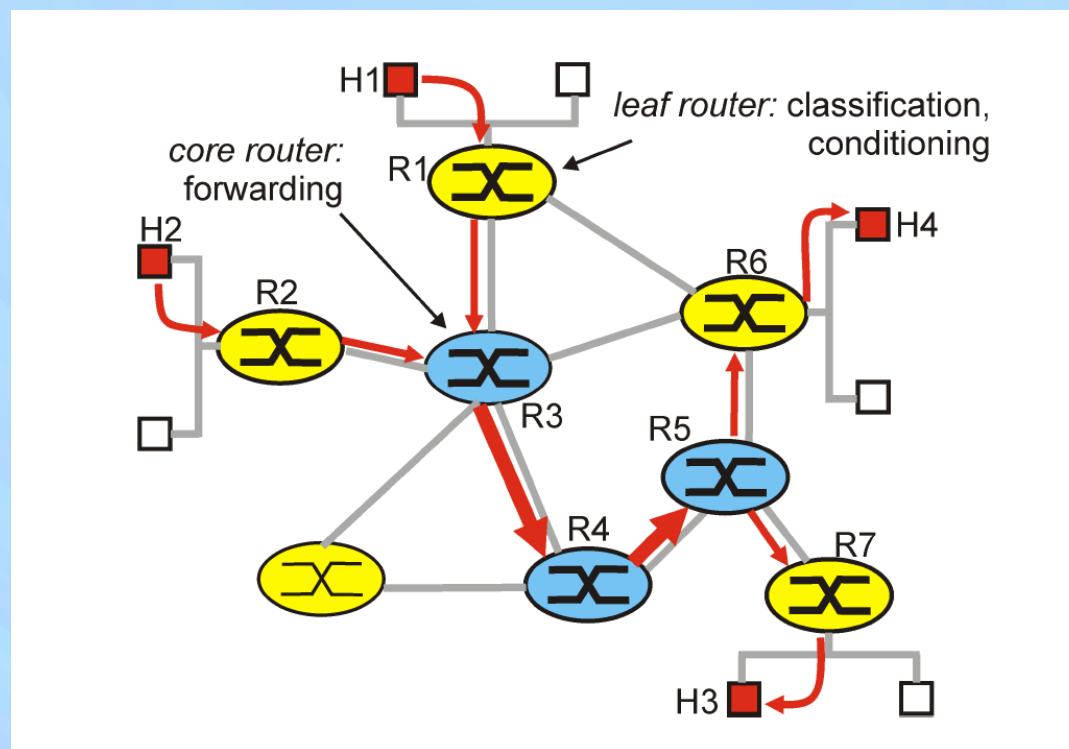 H1
leaf router: classification,
conditioning
core router:
forwarding
R1
H2
H4
R2
R6
R3
R5
R4
R7
H3